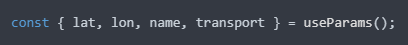 const { lat, lon, name, transport } = useParams();